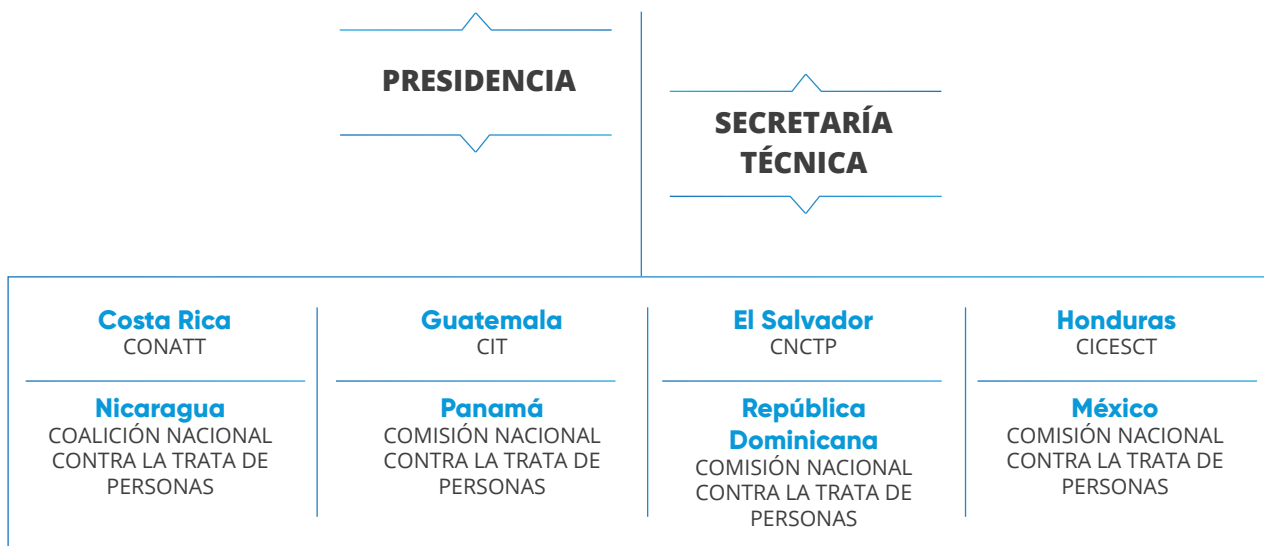 PRESIDENCIA
SECRETARÍA
TÉCNICA
Costa Rica
CONATT
Guatemala
CIT
El Salvador
CNCTP
Honduras
CICESCT
Nicaragua
COALICIÓN NACIONAL
CONTRA LA TRATA DE
PERSONAS
Panamá
COMISIÓN NACIONAL
CONTRA LA TRATA DE
PERSONAS
República
Dominicana
COMISIÓN NACIONAL
CONTRA LA TRATA DE
PERSONAS
México
COMISIÓN NACIONAL
CONTRA LA TRATA DE
PERSONAS